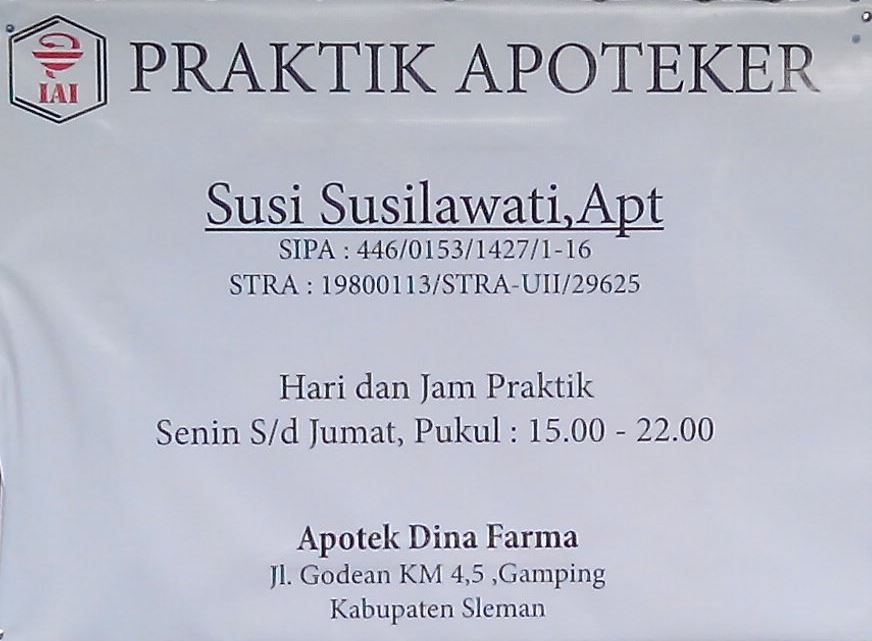 IAI
PRAKTIK APOTEKER
Susi Susilawati,Apt
SIPA : 446/0153/1427/1-16
STRA : 19800113/STRA-UII/29625
Hari dan Jam Praktik
Senin S/d Jumat, Pukul : 15.00 - 22.00
Apotek Dina Farma
Jl. Godean KM 4,5 ,Gamping
Kabupaten Sleman